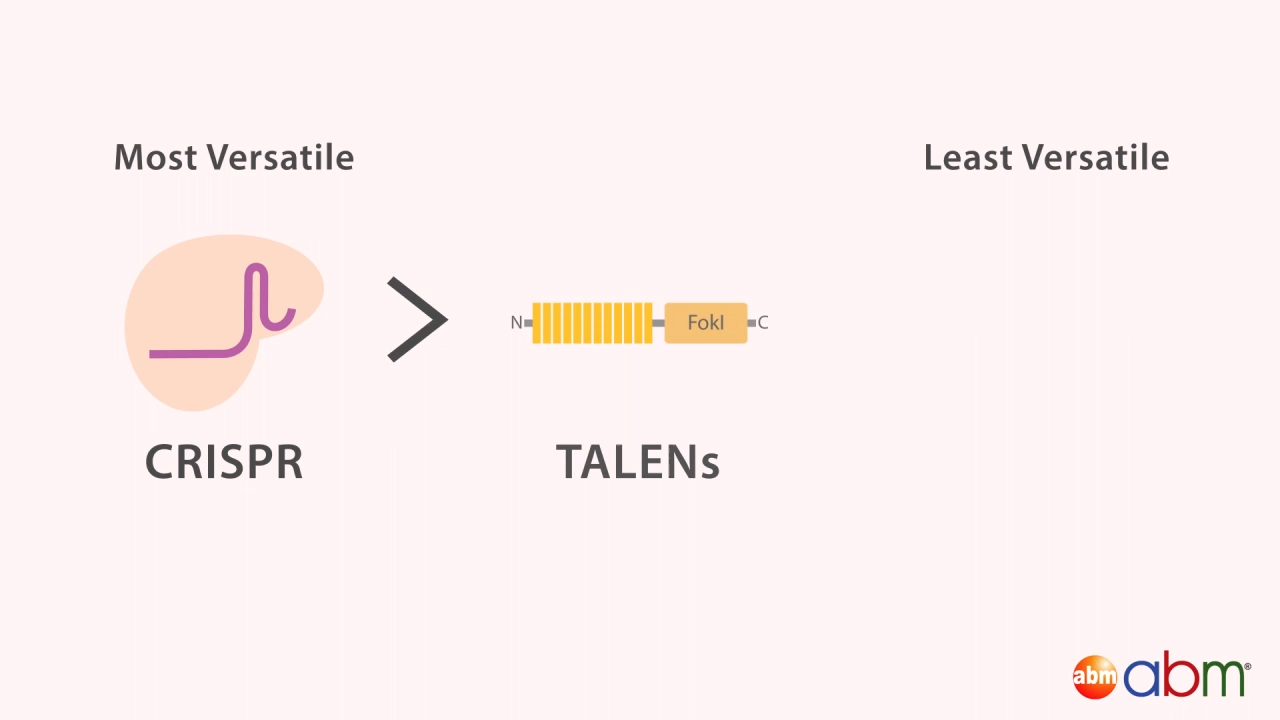 Most Versatile
Least Versatile
N
FokI
C
CRISPR
TALENs
abm abm®